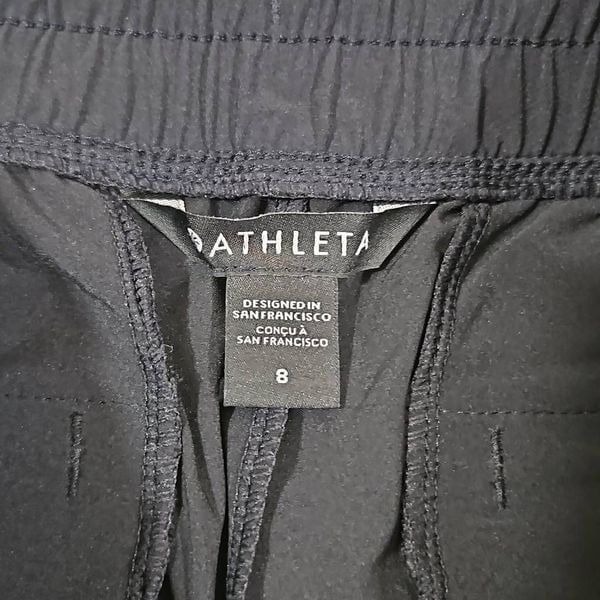 ATHLETA
DESIGNED IN
SAN FRANCISCO
CONÇU À
SAN FRANCISCO
8